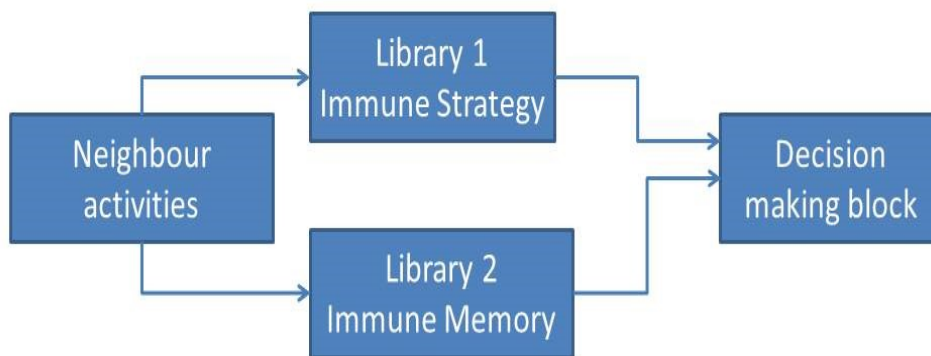 Neighbour
activities
Library 1
Immune Strategy
Library 2
Immune Memory
Decision
making block